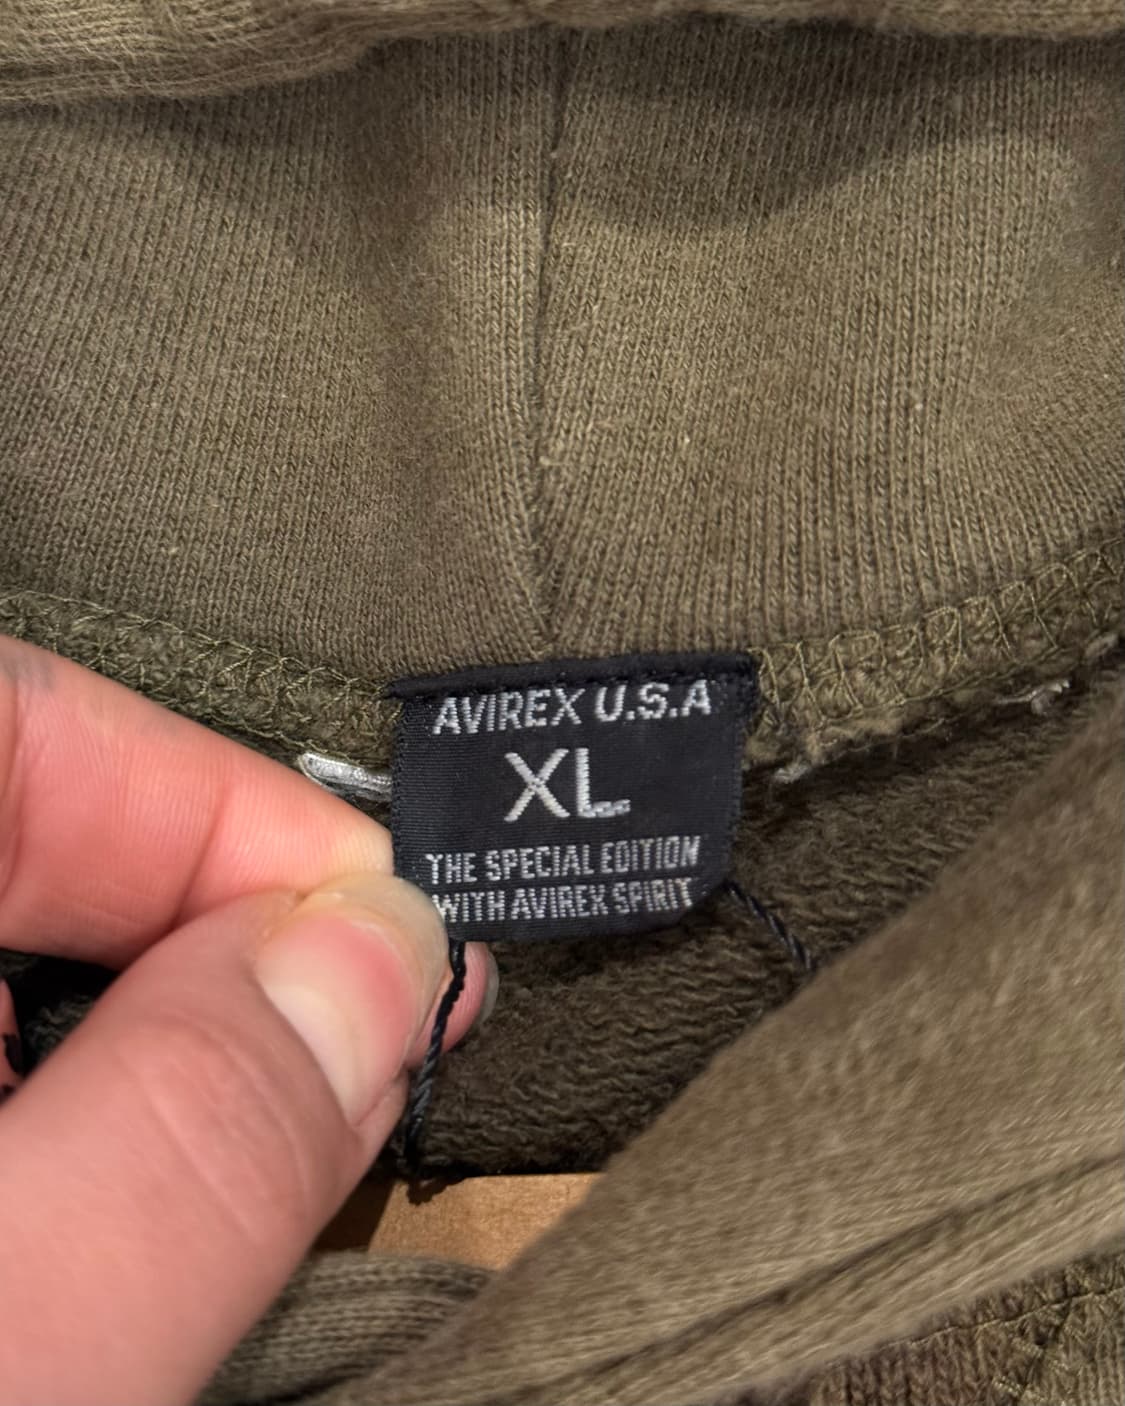 AVIREX U.S.A
XL
THE SPECIAL EDITION
WITH AVIREX SPIRIT